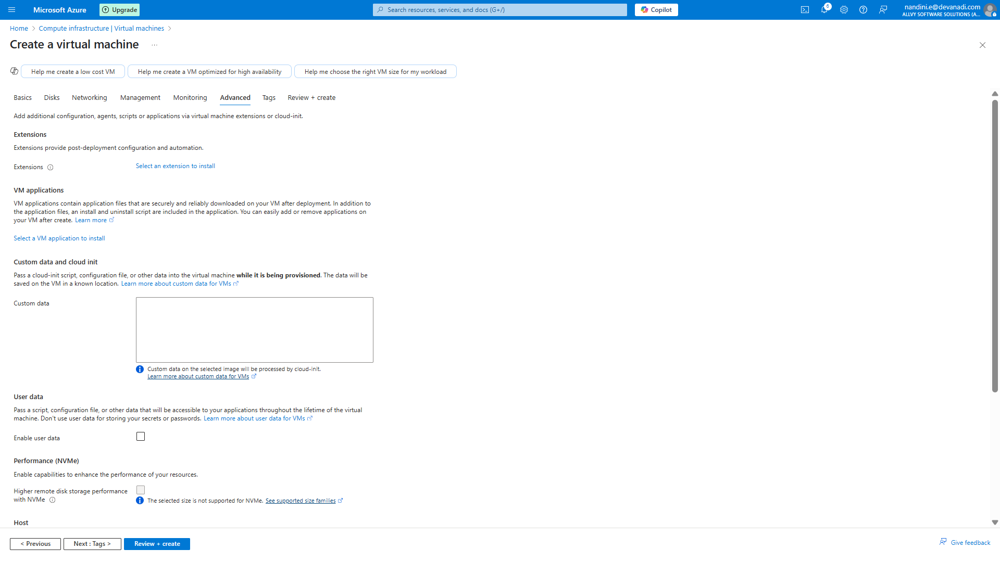 Microsoft Azure
Upgrade
Search resources, services, and docs (G+/)
Copilot
6
nandini.e@devanadi.com
ALLVY SOFTWARE SOLUTIONS (A...
Home > Compute infrastructure | Virtual machines >
Create a virtual machine ...
Help me create a low cost VM
Help me create a VM optimized for high availability
Help me choose the right VM size for my workload
Basics Disks Networking Management Monitoring Advanced Tags Review + create
Add additional configuration, agents, scripts or applications via virtual machine extensions or cloud-init.
Extensions
Extensions provide post-deployment configuration and automation.
Extensions
Select an extension to install
VM applications
VM applications contain application files that are securely and reliably downloaded on your VM after deployment. In addition to
the application files, an install and uninstall script are included in the application. You can easily add or remove applications on
your VM after create. Learn more
Select a VM application to install
Custom data and cloud init
Pass a cloud-init script, configuration file, or other data into the virtual machine while it is being provisioned. The data will be
saved on the VM in a known location. Learn more about custom data for VMs
Custom data
Custom data on the selected image will be processed by cloud-init.
Learn more about custom data for VMs
User data
Pass a script, configuration file, or other data that will be accessible to your applications throughout the lifetime of the virtual
machine. Don't use user data for storing your secrets or passwords. Learn more about user data for VMs
Enable user data
Performance (NVMe)
Enable capabilities to enhance the performance of your resources.
Higher remote disk storage performance
with NVMe
The selected size is not supported for NVMe. See supported size families
Host
< Previous
Next : Tags >
Review + create
Give feedback